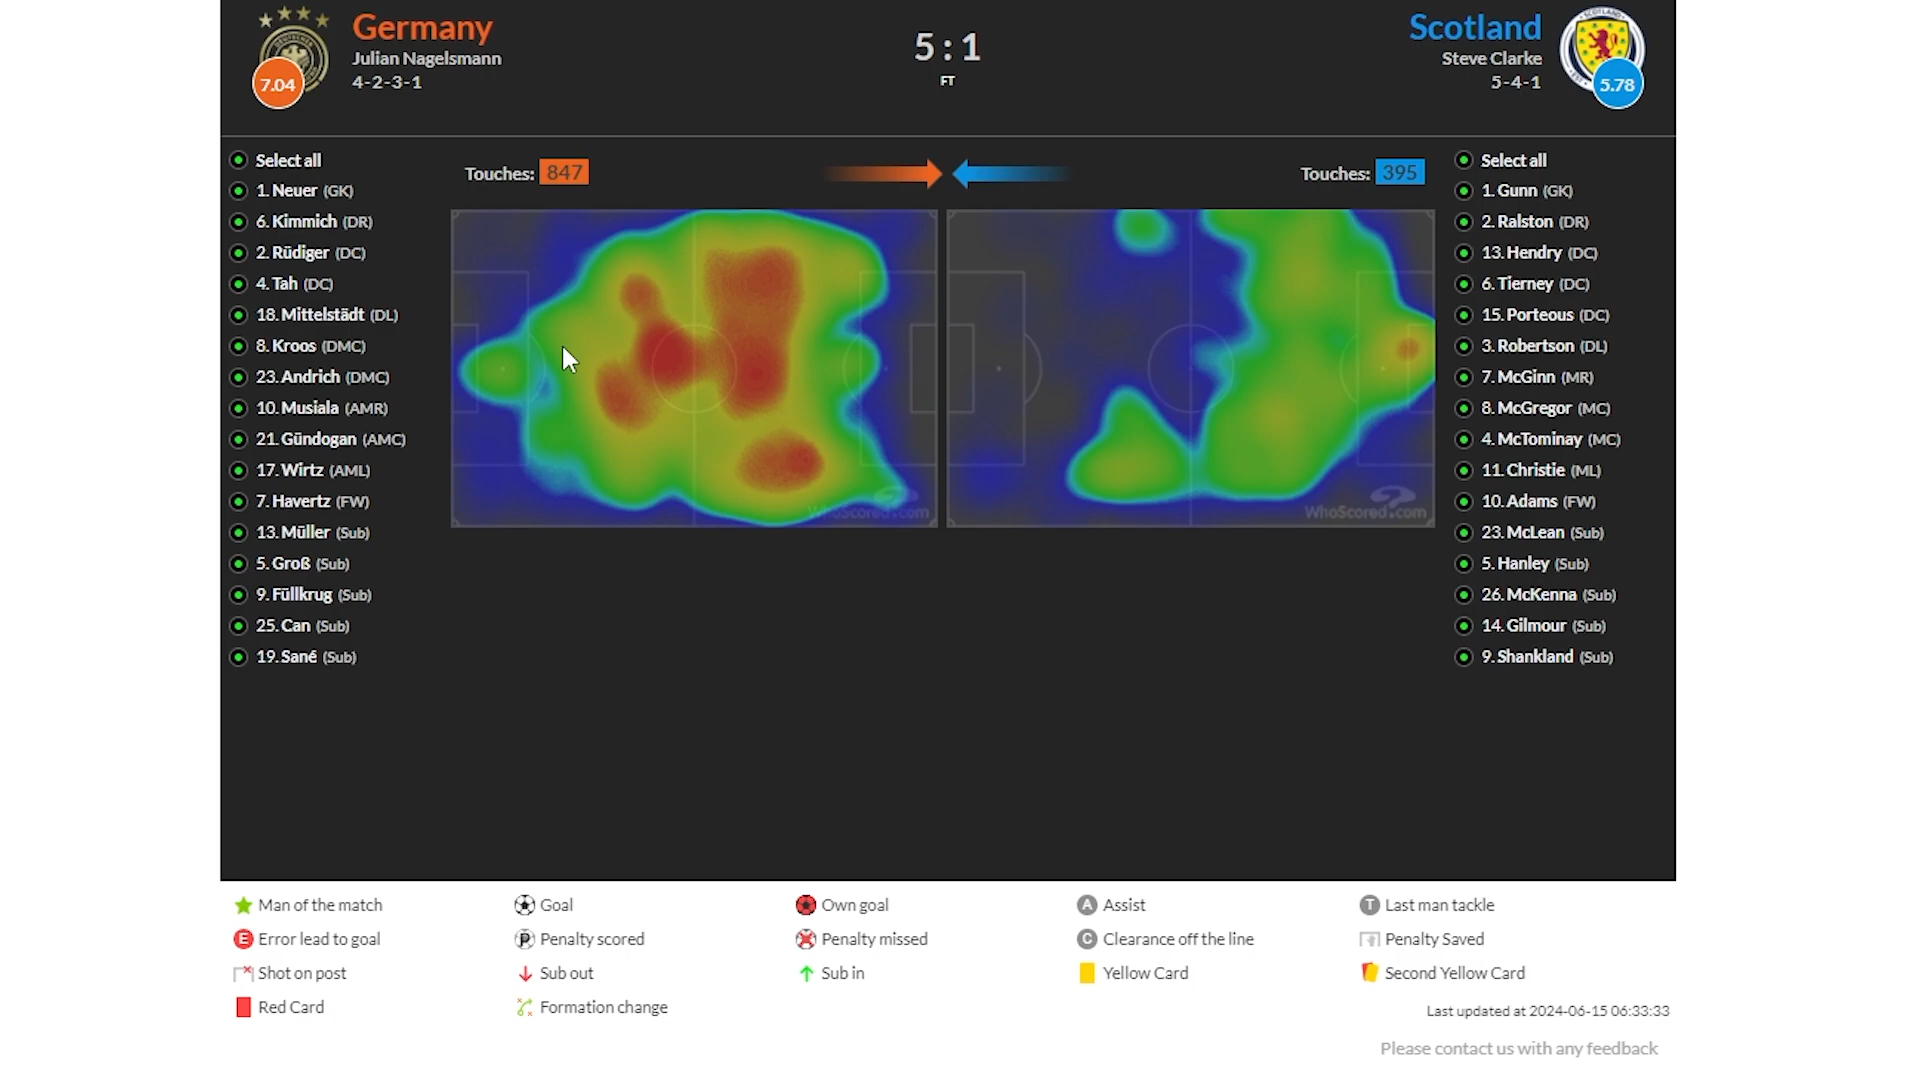 Germany
Julian Nagelsmann
4-2-3-1
7.04
5 : 1
FT
Scotland
Steve Clarke
5-4-1
5.78
Select all
1. Neuer (GK)
6. Kimmich (DR)
2. Rüdiger (DC)
4. Tah (DC)
18. Mittelstädt (DL)
8. Kroos (DMC)
23. Andrich (DMC)
10. Musiala (AMR)
21. Gündogan (AMC)
17. Wirtz (AML)
7. Havertz (FW)
13. Müller (Sub)
5. Groß (Sub)
9. Füllkrug (Sub)
25. Can (Sub)
19. Sané (Sub)
Touches: 847
WhoScored.com
Touches: 395
WhoScored.com
Select all
1. Gunn (GK)
2. Ralston (DR)
13. Hendry (DC)
6. Tierney (DC)
15. Porteous (DC)
3. Robertson (DL)
7. McGinn (MR)
8. McGregor (MC)
4. McTominay (MC)
11. Christie (ML)
10. Adams (FW)
23. McLean (Sub)
5. Hanley (Sub)
26. McKenna (Sub)
14. Gilmour (Sub)
9. Shankland (Sub)
Man of the match
Goal
Own goal
A Assist
T Last man tackle
E Error lead to goal
P Penalty scored
Penalty missed
C Clearance off the line
Penalty Saved
Shot on post
Sub out
Sub in
Yellow Card
Second Yellow Card
Red Card
Formation change
Last updated at 2024-06-15 06:33:33
Please contact us with any feedback